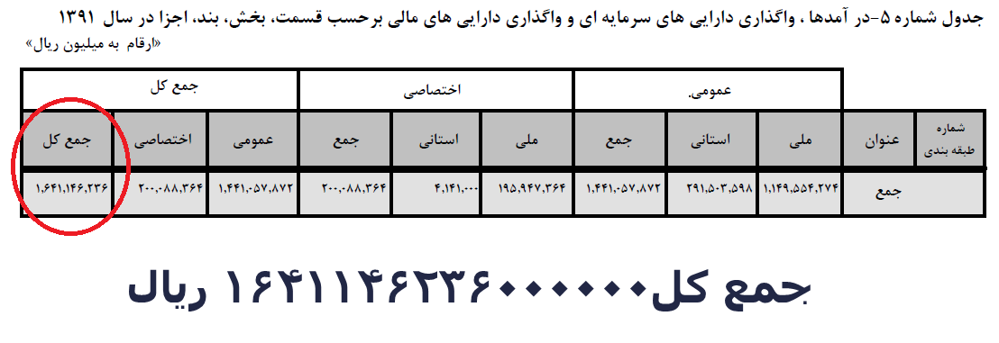 جدول شماره ۵-در آمدها ، واگذاری دارایی های سرمایه ای و واگذاری دارایی های مالی برحسب قسمت، بخش، بند، اجزا در سال ۱۳۹۱
«ارقام به میلیون ریال»
عمومی. اختصاصی جمع کل
شماره طبقه بندی عنوان ملی استانی جمع ملی استانی جمع عمومی اختصاصی جمع کل
جمع ۱,۱۴۹,۵۵۴,۲۷۴ ۲۹۱,۵۰۳,۵۹۸ ۱,۴۴۱,۰۵۷,۸۷۲ ۱۹۵,۹۴۷,۳۶۴ ۴,۱۴۱,۰۰۰ ۲۰۰,۰۸۸,۳۶۴ ۱,۴۴۱,۰۵۷,۸۷۲ ۲۰۰,۰۸۸,۳۶۴ ۱,۶۴۱,۱۴۶,۲۳۶
جمع کل۱۶۴۱۱۴۶۲۳۶۰۰۰۰۰۰ ریال